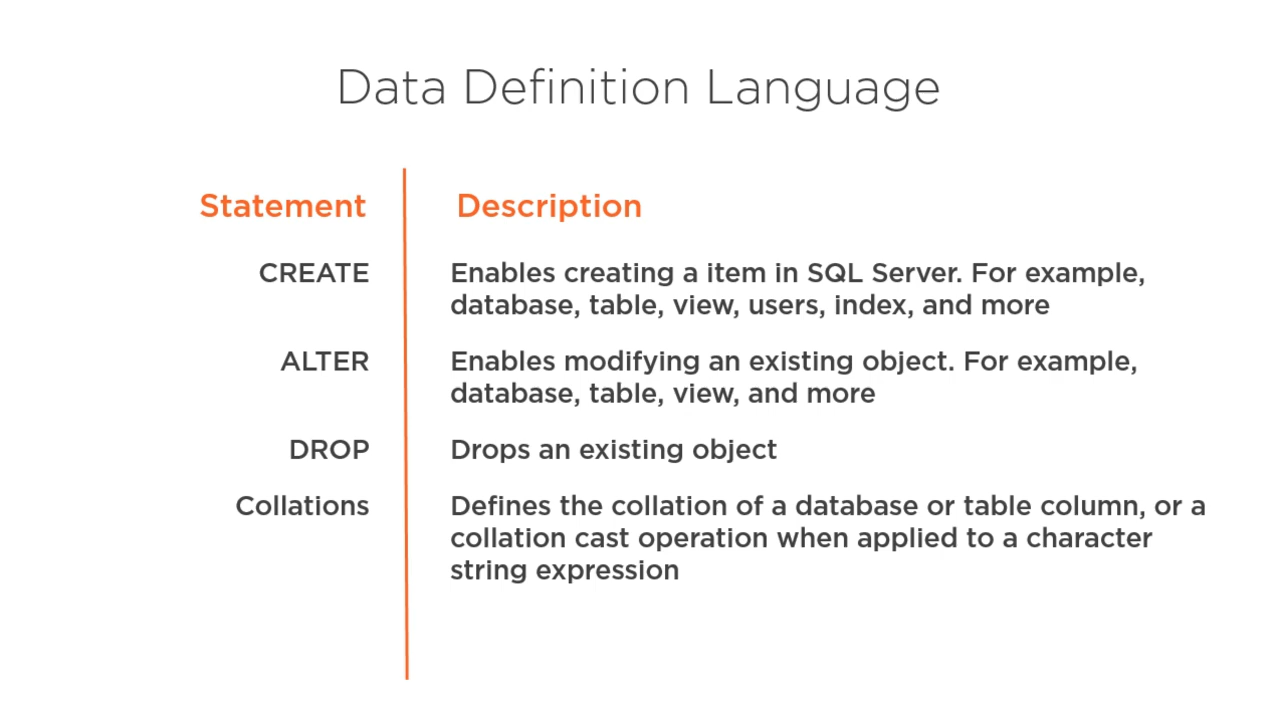 Data Definition Language
Statement
Description
CREATE
Enables creating a item in SQL Server. For example,
database, table, view, users, index, and more
ALTER
Enables modifying an existing object. For example,
database, table, view, and more
DROP
Drops an existing object
Collations
Defines the collation of a database or table column, or a
collation cast operation when applied to a character
string expression